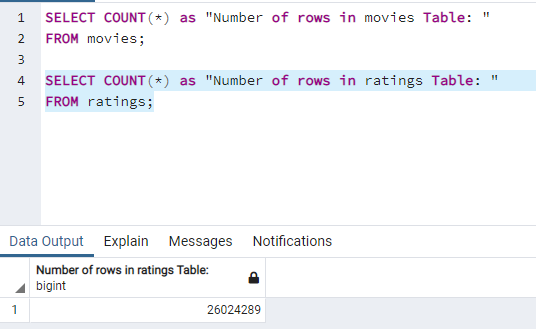 1 SELECT COUNT(*) as "Number of rows in movies Table: "
2 FROM movies;
3
4 SELECT COUNT(*) as "Number of rows in ratings Table: "
5 FROM ratings;
Data Output Explain Messages Notifications
Number of rows in ratings Table:
bigint
1 26024289